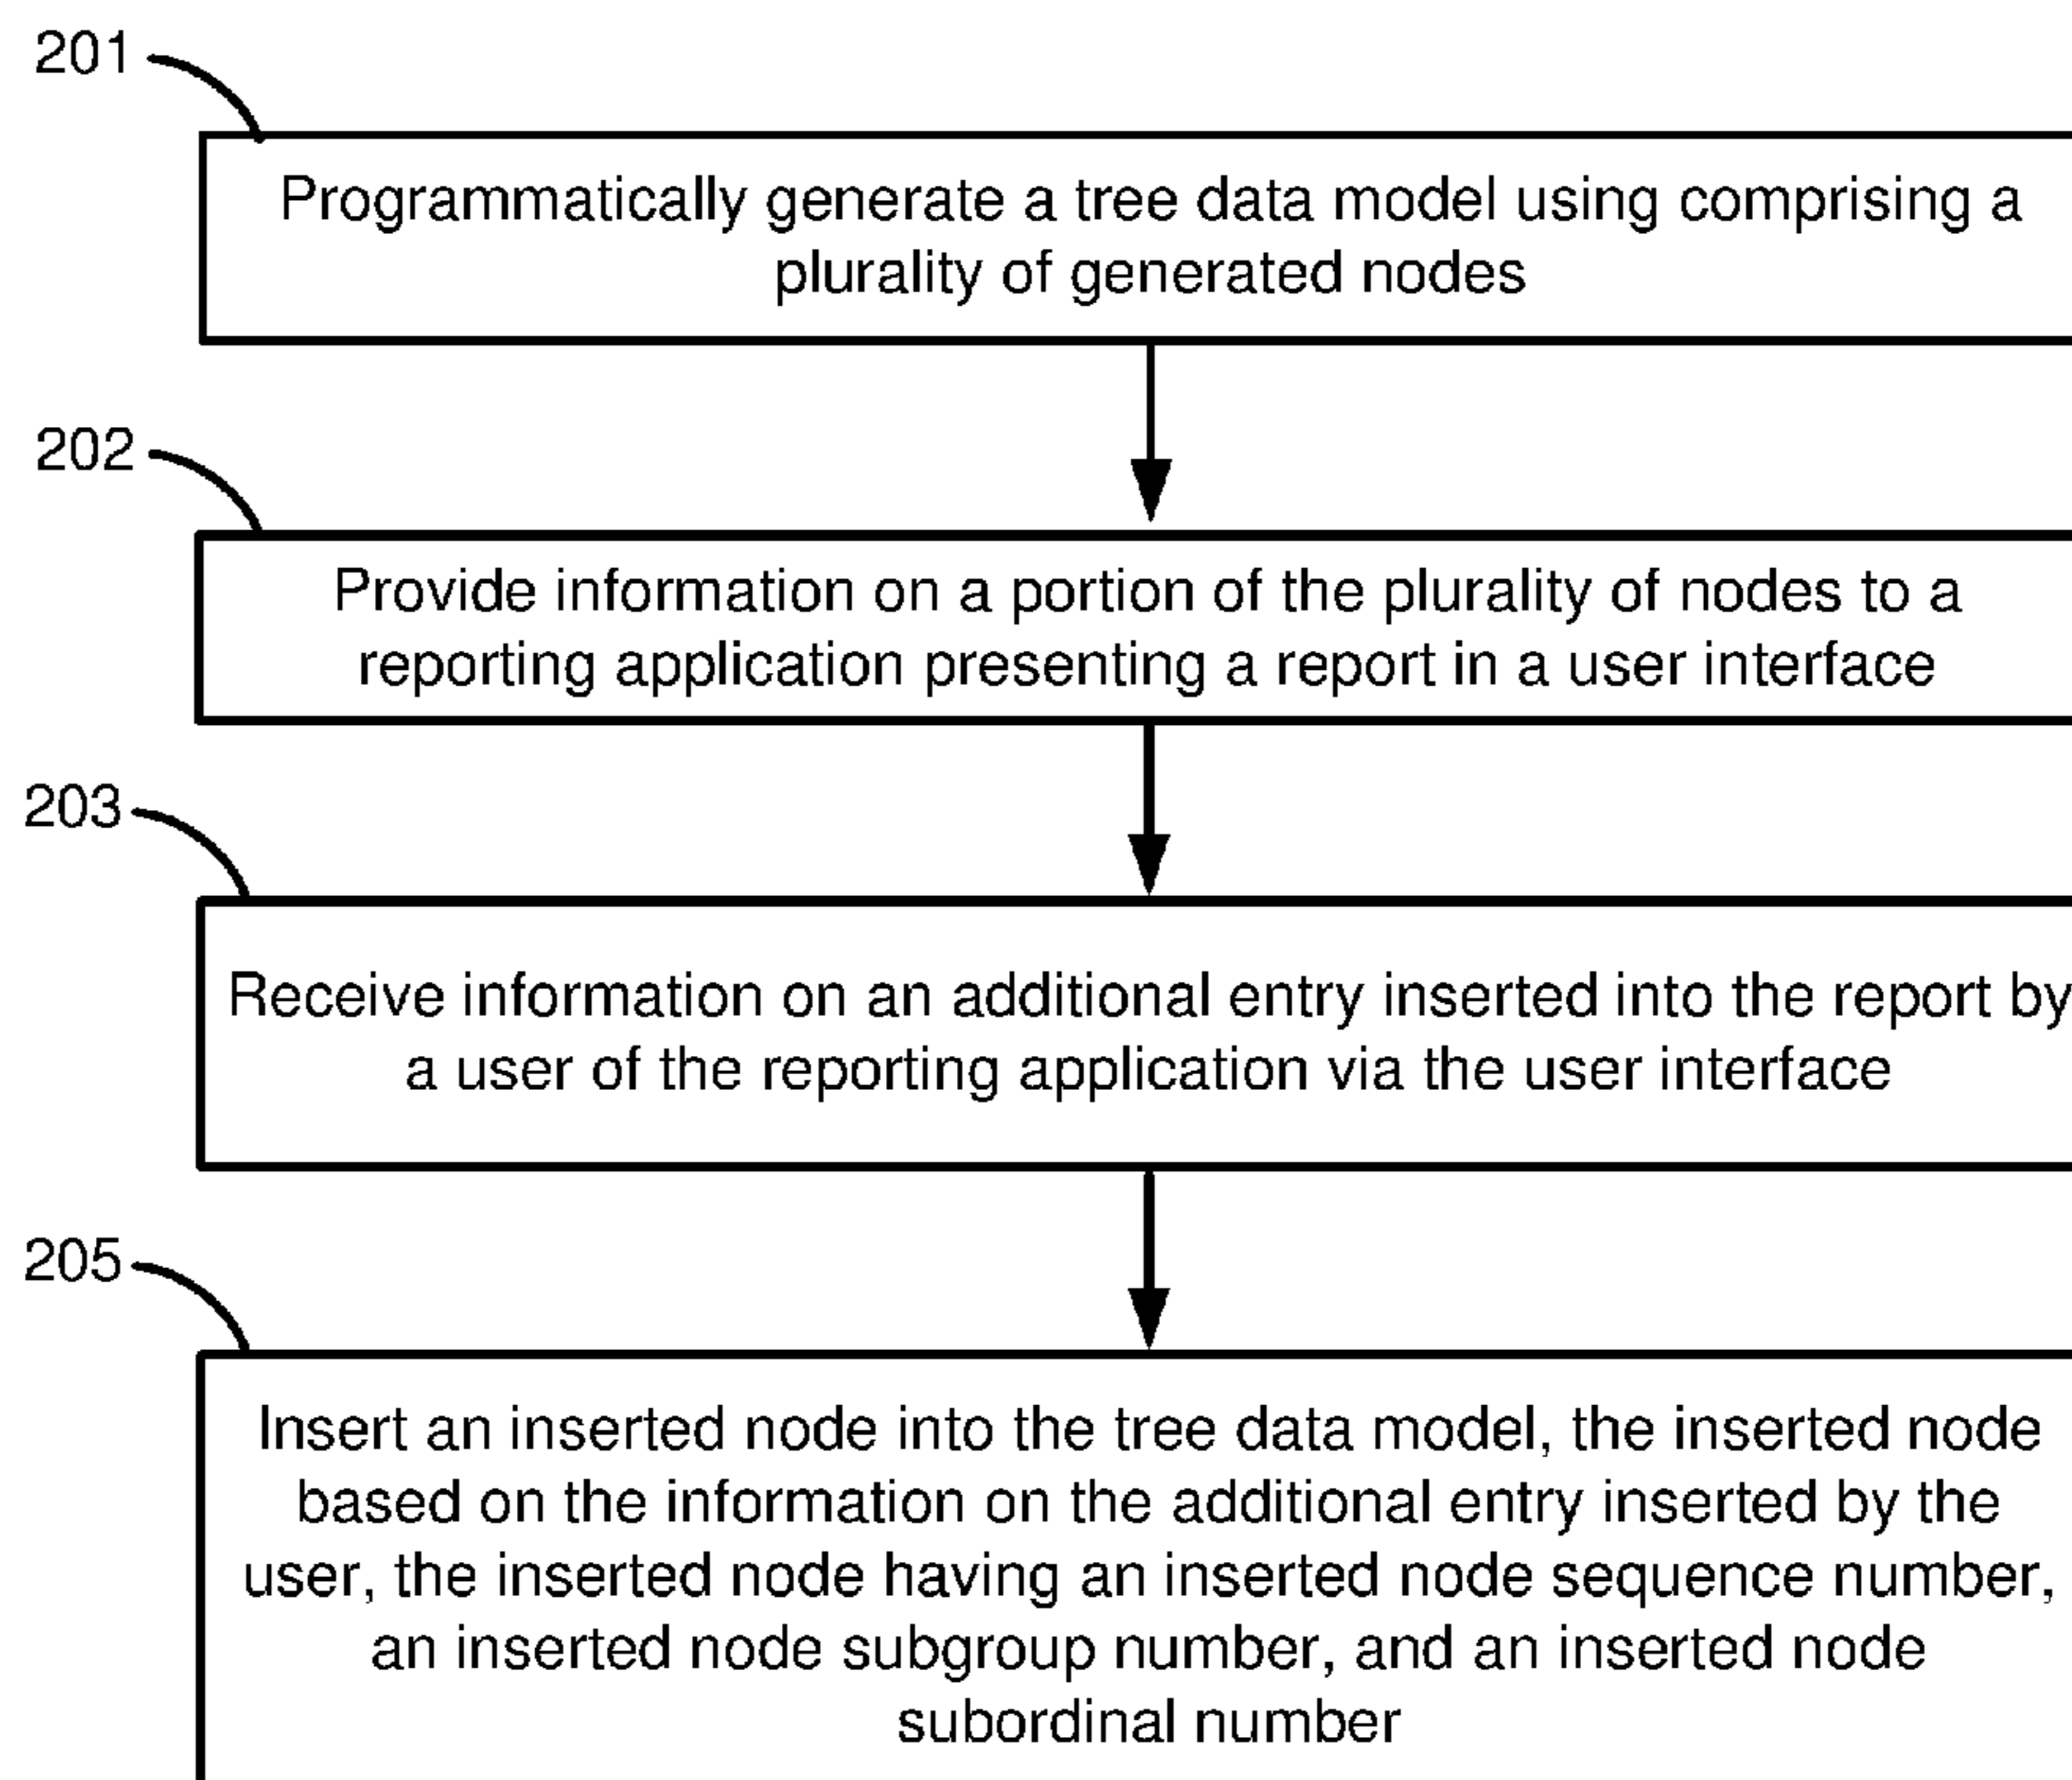 201
Programmatically generate a tree data model using comprising a
plurality of generated nodes
202
Provide information on a portion of the plurality of nodes to a
reporting application presenting a report in a user interface
203
Receive information on an additional entry inserted into the report by
a user of the reporting application via the user interface
205
Insert an inserted node into the tree data model, the inserted node
based on the information on the additional entry inserted by the
user, the inserted node having an inserted node sequence number,
an inserted node subgroup number, and an inserted node
subordinal number